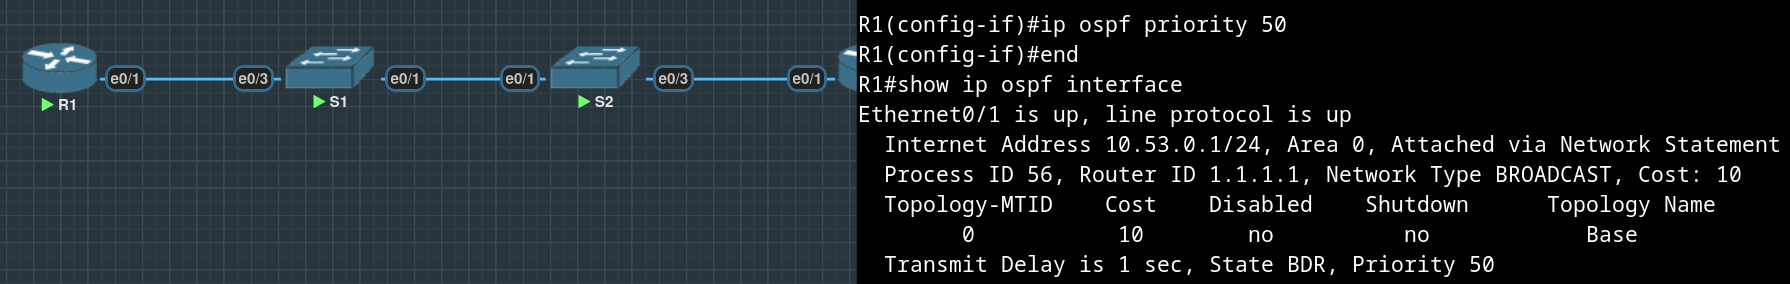 e0/1 e0/3 e0/1 e0/1 e0/3 e0/1
R1 S1 S2
R1(config-if)#ip ospf priority 50
R1(config-if)#end
R1#show ip ospf interface
Ethernet0/1 is up, line protocol is up
Internet Address 10.53.0.1/24, Area 0, Attached via Network Statement
Process ID 56, Router ID 1.1.1.1, Network Type BROADCAST, Cost: 10
Topology-MTID Cost Disabled Shutdown Topology Name
0 10 no no Base
Transmit Delay is 1 sec, State BDR, Priority 50